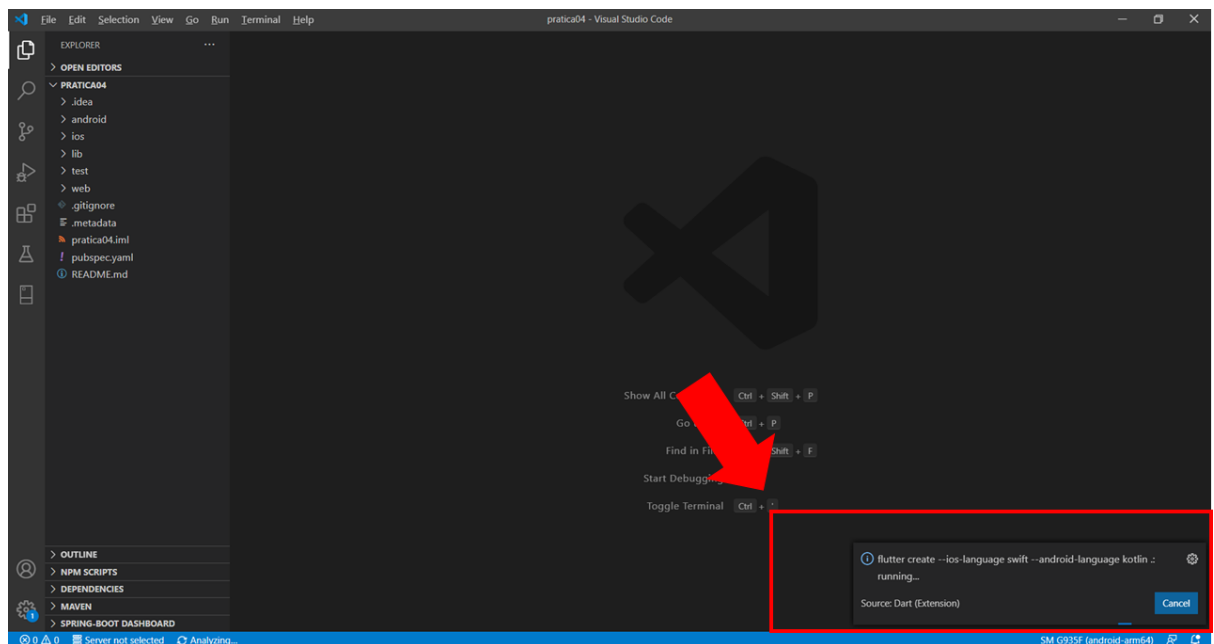 File Edit Selection View Go Run Terminal Help
pratica04 - Visual Studio Code
EXPLORER
OPEN EDITORS
PRATICA04
.idea
android
ios
lib
test
web
.gitignore
.metadata
pratica04.iml
pubspec.yaml
README.md
Show All Ctrl + Shift + P
Go + P
Find in Shift + F
Start Debugging
Toggle Terminal Ctrl + `
OUTLINE
NPM SCRIPTS
DEPENDENCIES
MAVEN
SPRING-BOOT DASHBOARD
flutter create --ios-language swift --android-language kotlin .:
running...
Source: Dart (Extension)
Cancel
1
0 0 Server not selected Analyzing...
SM G935F (android-arm64)